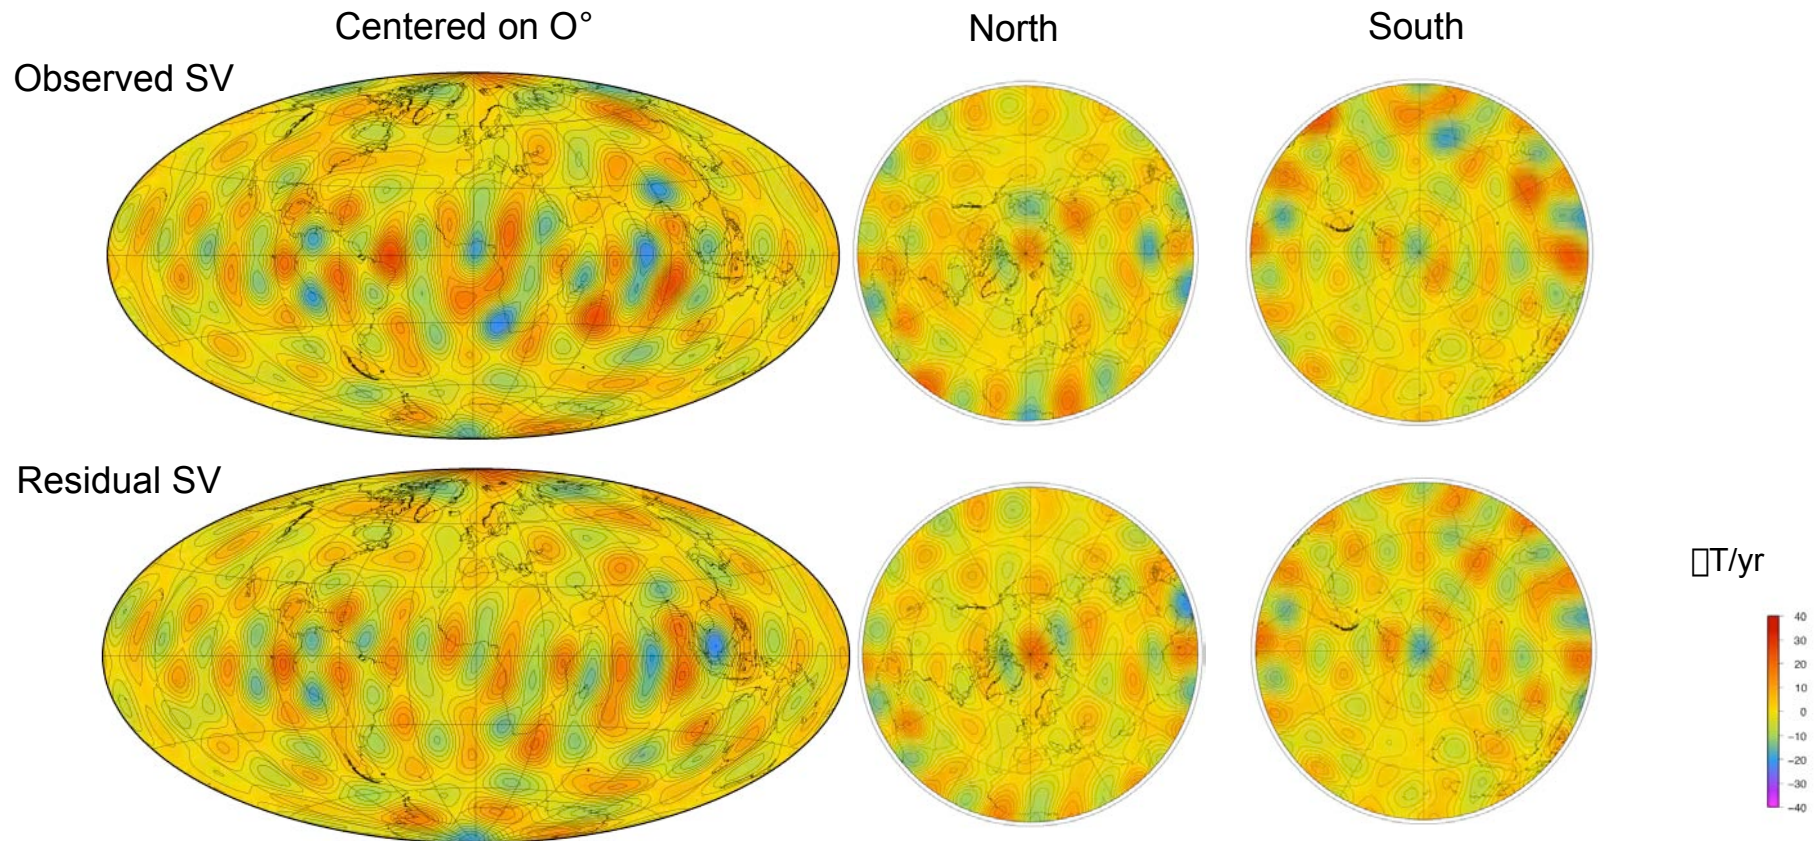 Centered on O°
North
South
Observed SV
Residual SV
▯T/yr
40
30
20
10
0
−10
−20
−30
−40